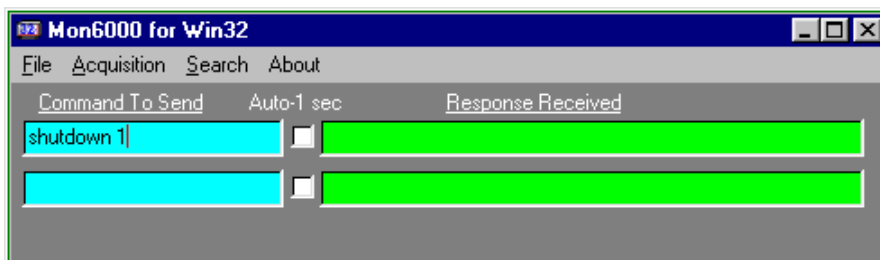 Mon6000 for Win32
File Acquisition Search About
Command To Send Auto-1 sec Response Received
shutdown 1